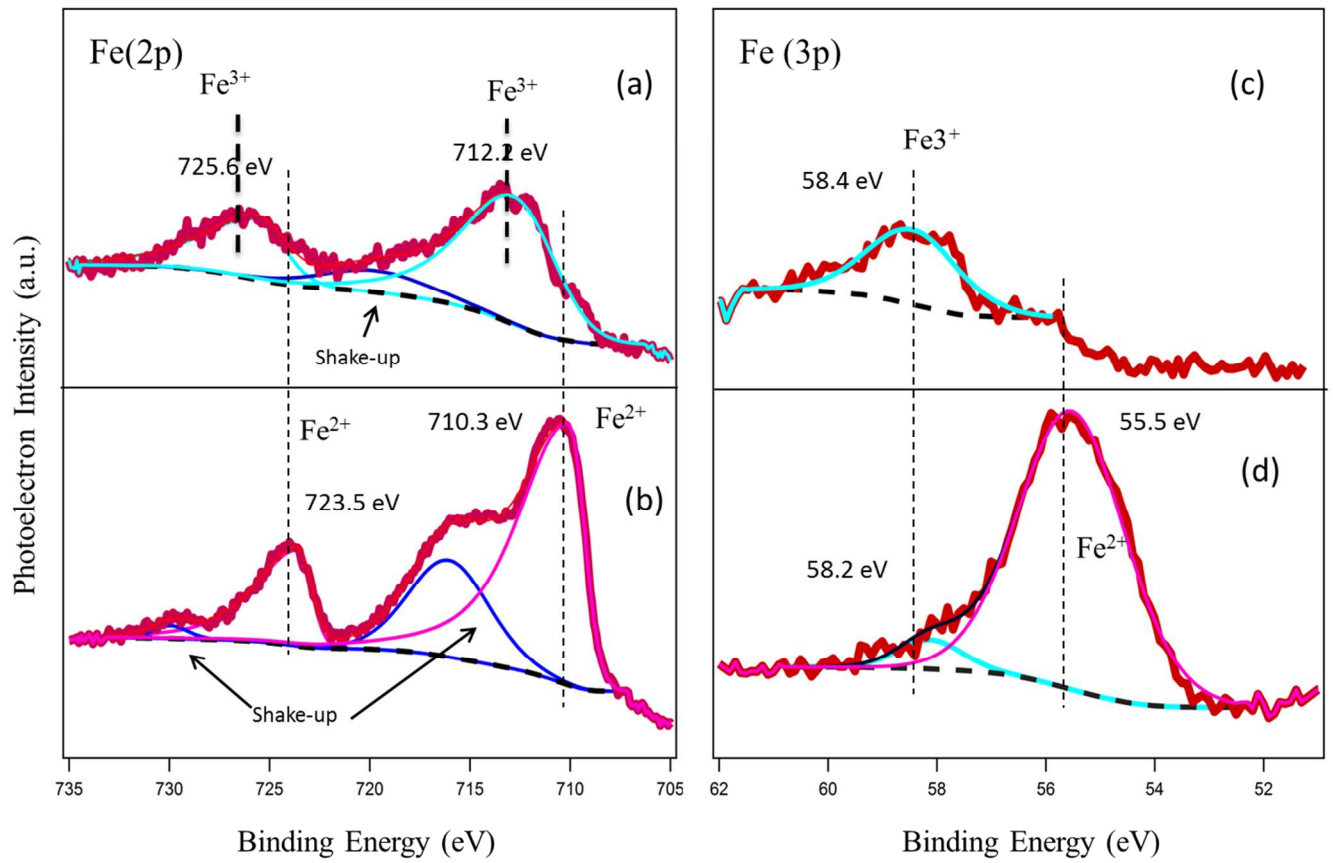 Photoelectron Intensity (a.u.)
Fe(2p)
(a)
Fe³⁺
Fe³⁺
725.6 eV
712.2 eV
Shake-up
Fe²⁺
710.3 eV
Fe²⁺
723.5 eV
(b)
Shake-up
735
730
725
720
715
710
705
Binding Energy (eV)
Fe (3p)
(c)
Fe3⁺
58.4 eV
55.5 eV
(d)
58.2 eV
Fe²⁺
62
60
58
56
54
52
Binding Energy (eV)